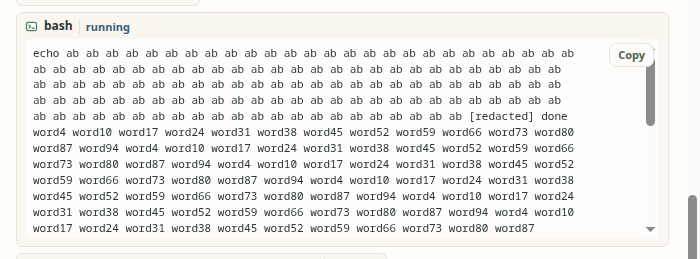 bash running
Copy
echo ab ab ab ab ab ab ab ab ab ab ab ab ab ab ab ab ab ab ab ab ab ab ab ab ab ab
ab ab ab ab ab ab ab ab ab ab ab ab ab ab ab ab ab ab ab ab ab ab ab ab ab ab ab
ab ab ab ab ab ab ab ab ab ab ab ab ab ab ab ab ab ab ab ab ab ab ab ab ab ab ab
ab ab ab ab ab ab ab ab ab ab ab ab ab ab ab ab ab ab ab ab ab ab ab ab ab ab ab
ab ab ab ab ab ab ab ab ab ab ab ab ab ab ab ab ab ab ab ab ab ab [redacted] done
word4 word10 word17 word24 word31 word38 word45 word52 word59 word66 word73 word80
word87 word94 word4 word10 word17 word24 word31 word38 word45 word52 word59 word66
word73 word80 word87 word94 word4 word10 word17 word24 word31 word38 word45 word52
word59 word66 word73 word80 word87 word94 word4 word10 word17 word24 word31 word38
word45 word52 word59 word66 word73 word80 word87 word94 word4 word10 word17 word24
word31 word38 word45 word52 word59 word66 word73 word80 word87 word94 word4 word10
word17 word24 word31 word38 word45 word52 word59 word66 word73 word80 word87